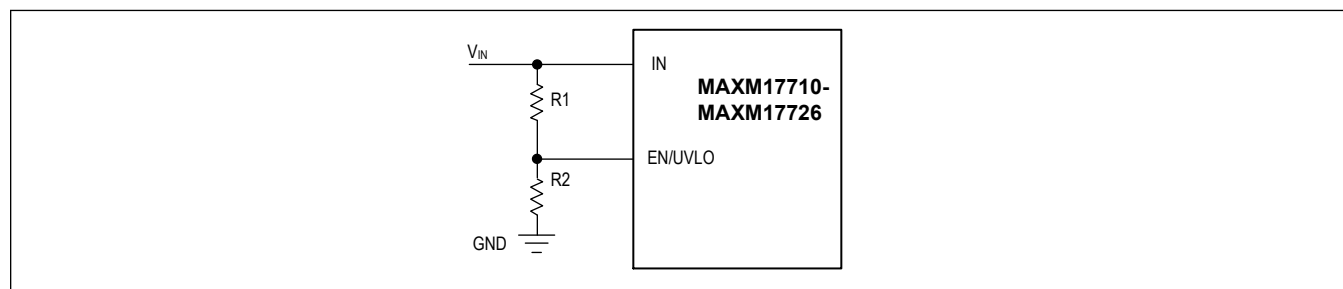 VIN
IN
MAXM17710-
MAXM17726
R1
EN/UVLO
R2
GND